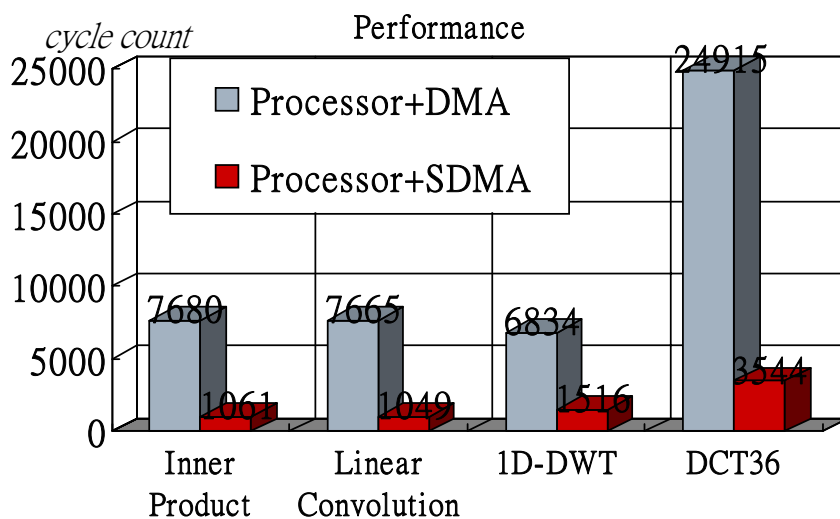 cycle count
Performance
25000
20000
15000
10000
5000
0
Processor+DMA
Processor+SDMA
7680
1061
7665
1049
6834
1516
24915
3544
Inner Product
Linear Convolution
1D-DWT
DCT36